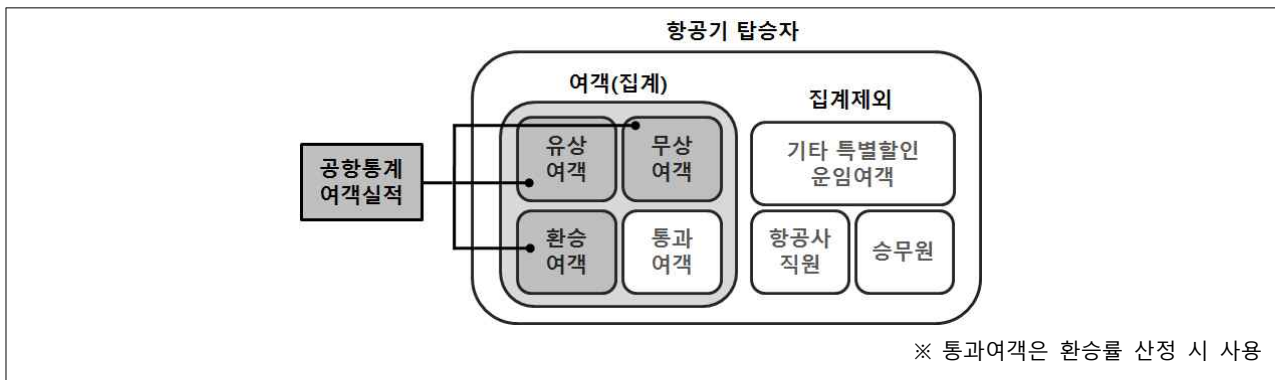 항공기 탑승자
여객(집계)
집계제외
공항통계
여객실적
유상
여객
무상
여객
환승
여객
통과
여객
기타 특별할인
운임여객
항공사
직원
승무원
※ 통과여객은 환승률 산정 시 사용